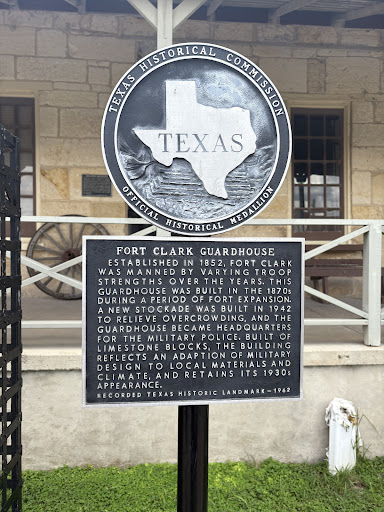 TEXAS HISTORICAL COMMISSION
TEXAS
OFFICIAL HISTORICAL MEDALLION
FORT CLARK GUARDHOUSE
ESTABLISHED IN 1852, FORT CLARK
WAS MANNED BY VARYING TROOP
STRENGTHS OVER THE YEARS. THIS
GUARDHOUSE WAS BUILT IN THE 1870s
DURING A PERIOD OF FORT EXPANSION.
A NEW STOCKADE WAS BUILT IN 1942
TO RELIEVE OVERCROWDING, AND THE
GUARDHOUSE BECAME HEADQUARTERS
FOR THE MILITARY POLICE. BUILT OF
LIMESTONE BLOCKS, THE BUILDING
REFLECTS AN ADAPTION OF MILITARY
DESIGN TO LOCAL MATERIALS AND
CLIMATE, AND RETAINS ITS 1930s
APPEARANCE.
RECORDED TEXAS HISTORIC LANDMARK – 1962